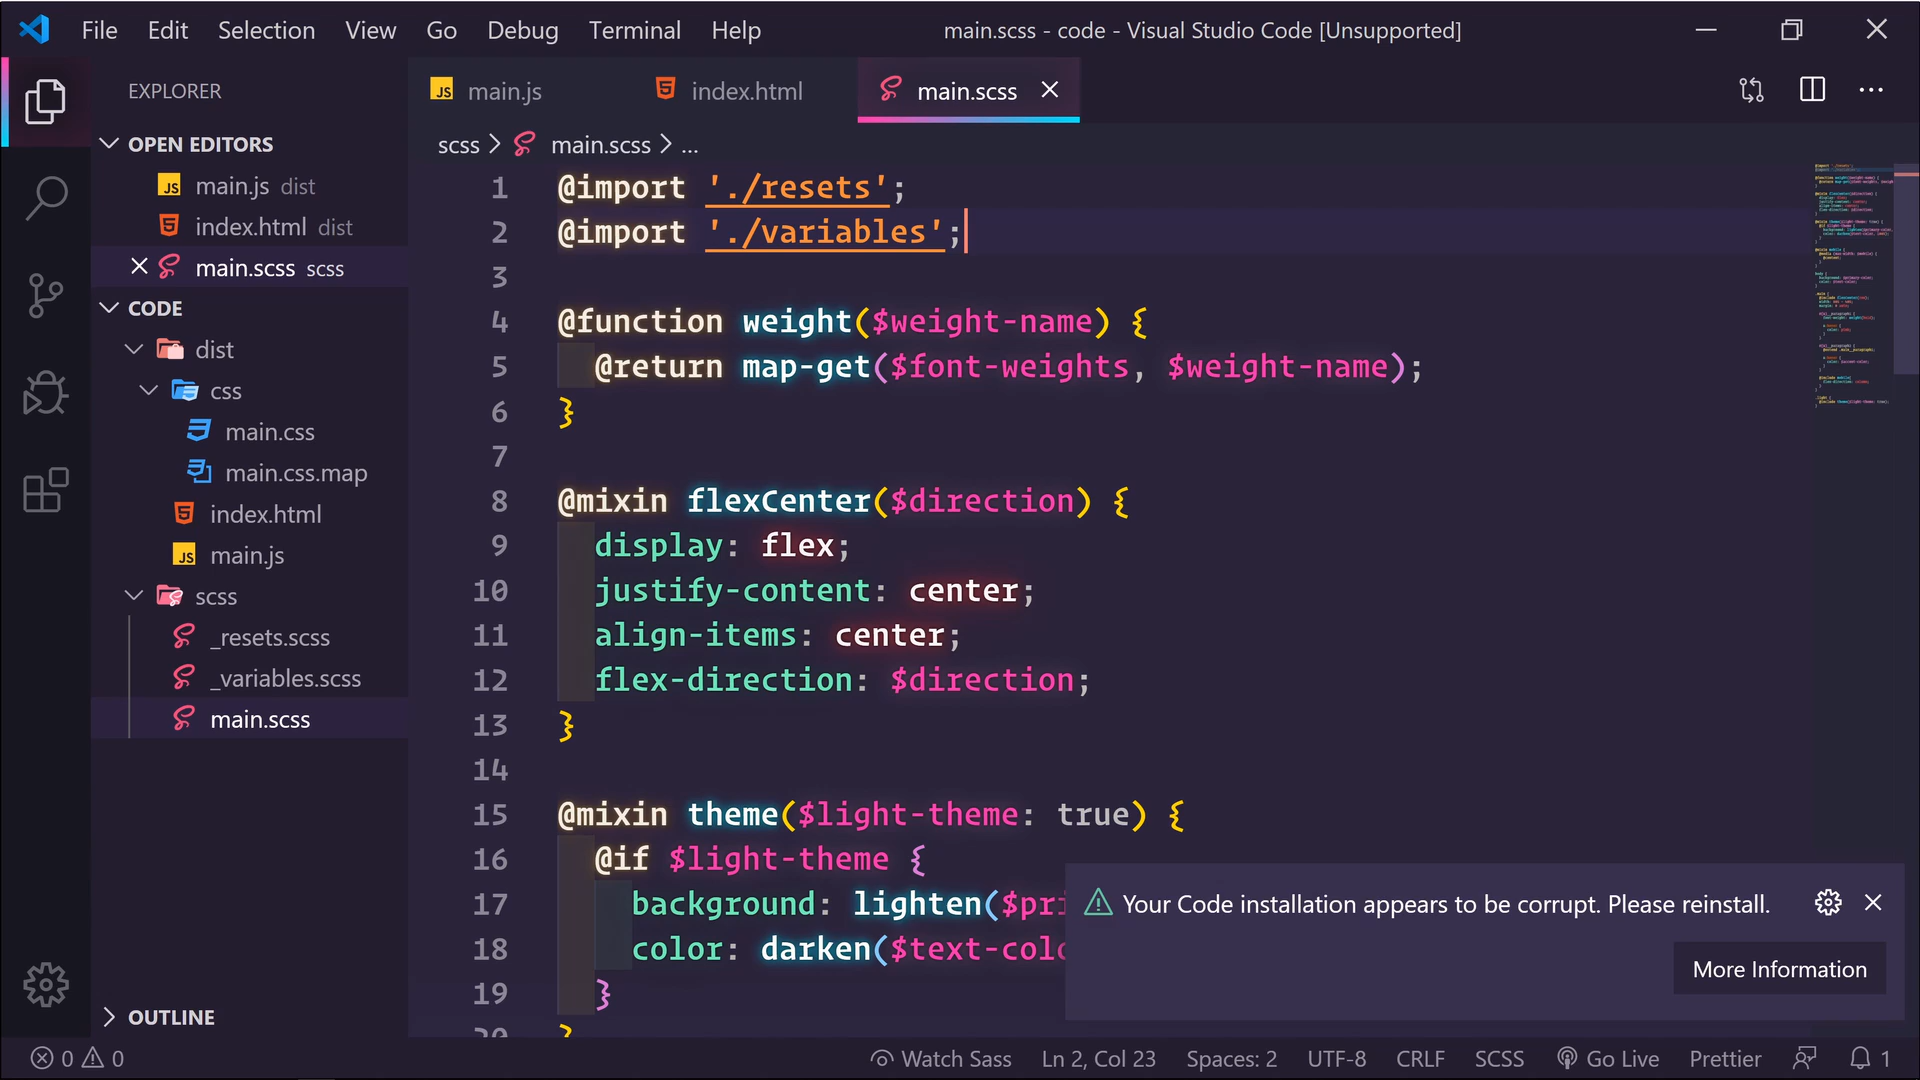 File Edit Selection View Go Debug Terminal Help
main.scss - code - Visual Studio Code [Unsupported]
EXPLORER
OPEN EDITORS
JS main.js dist
index.html dist
main.scss scss
CODE
dist
css
main.css
main.css.map
index.html
JS main.js
scss
_resets.scss
_variables.scss
main.scss
OUTLINE
JS main.js
index.html
main.scss
scss > main.scss > ...
1 @import './resets';
2 @import './variables';
3
4 @function weight($weight-name) {
5 @return map-get($font-weights, $weight-name);
6 }
7
8 @mixin flexCenter($direction) {
9 display: flex;
10 justify-content: center;
11 align-items: center;
12 flex-direction: $direction;
13 }
14
15 @mixin theme($light-theme: true) {
16 @if $light-theme {
17 background: lighten($pri
18 color: darken($text-colo
19 }
20 }
Your Code installation appears to be corrupt. Please reinstall.
More Information
0 0
Watch Sass Ln 2, Col 23 Spaces: 2 UTF-8 CRLF SCSS Go Live Prettier 1